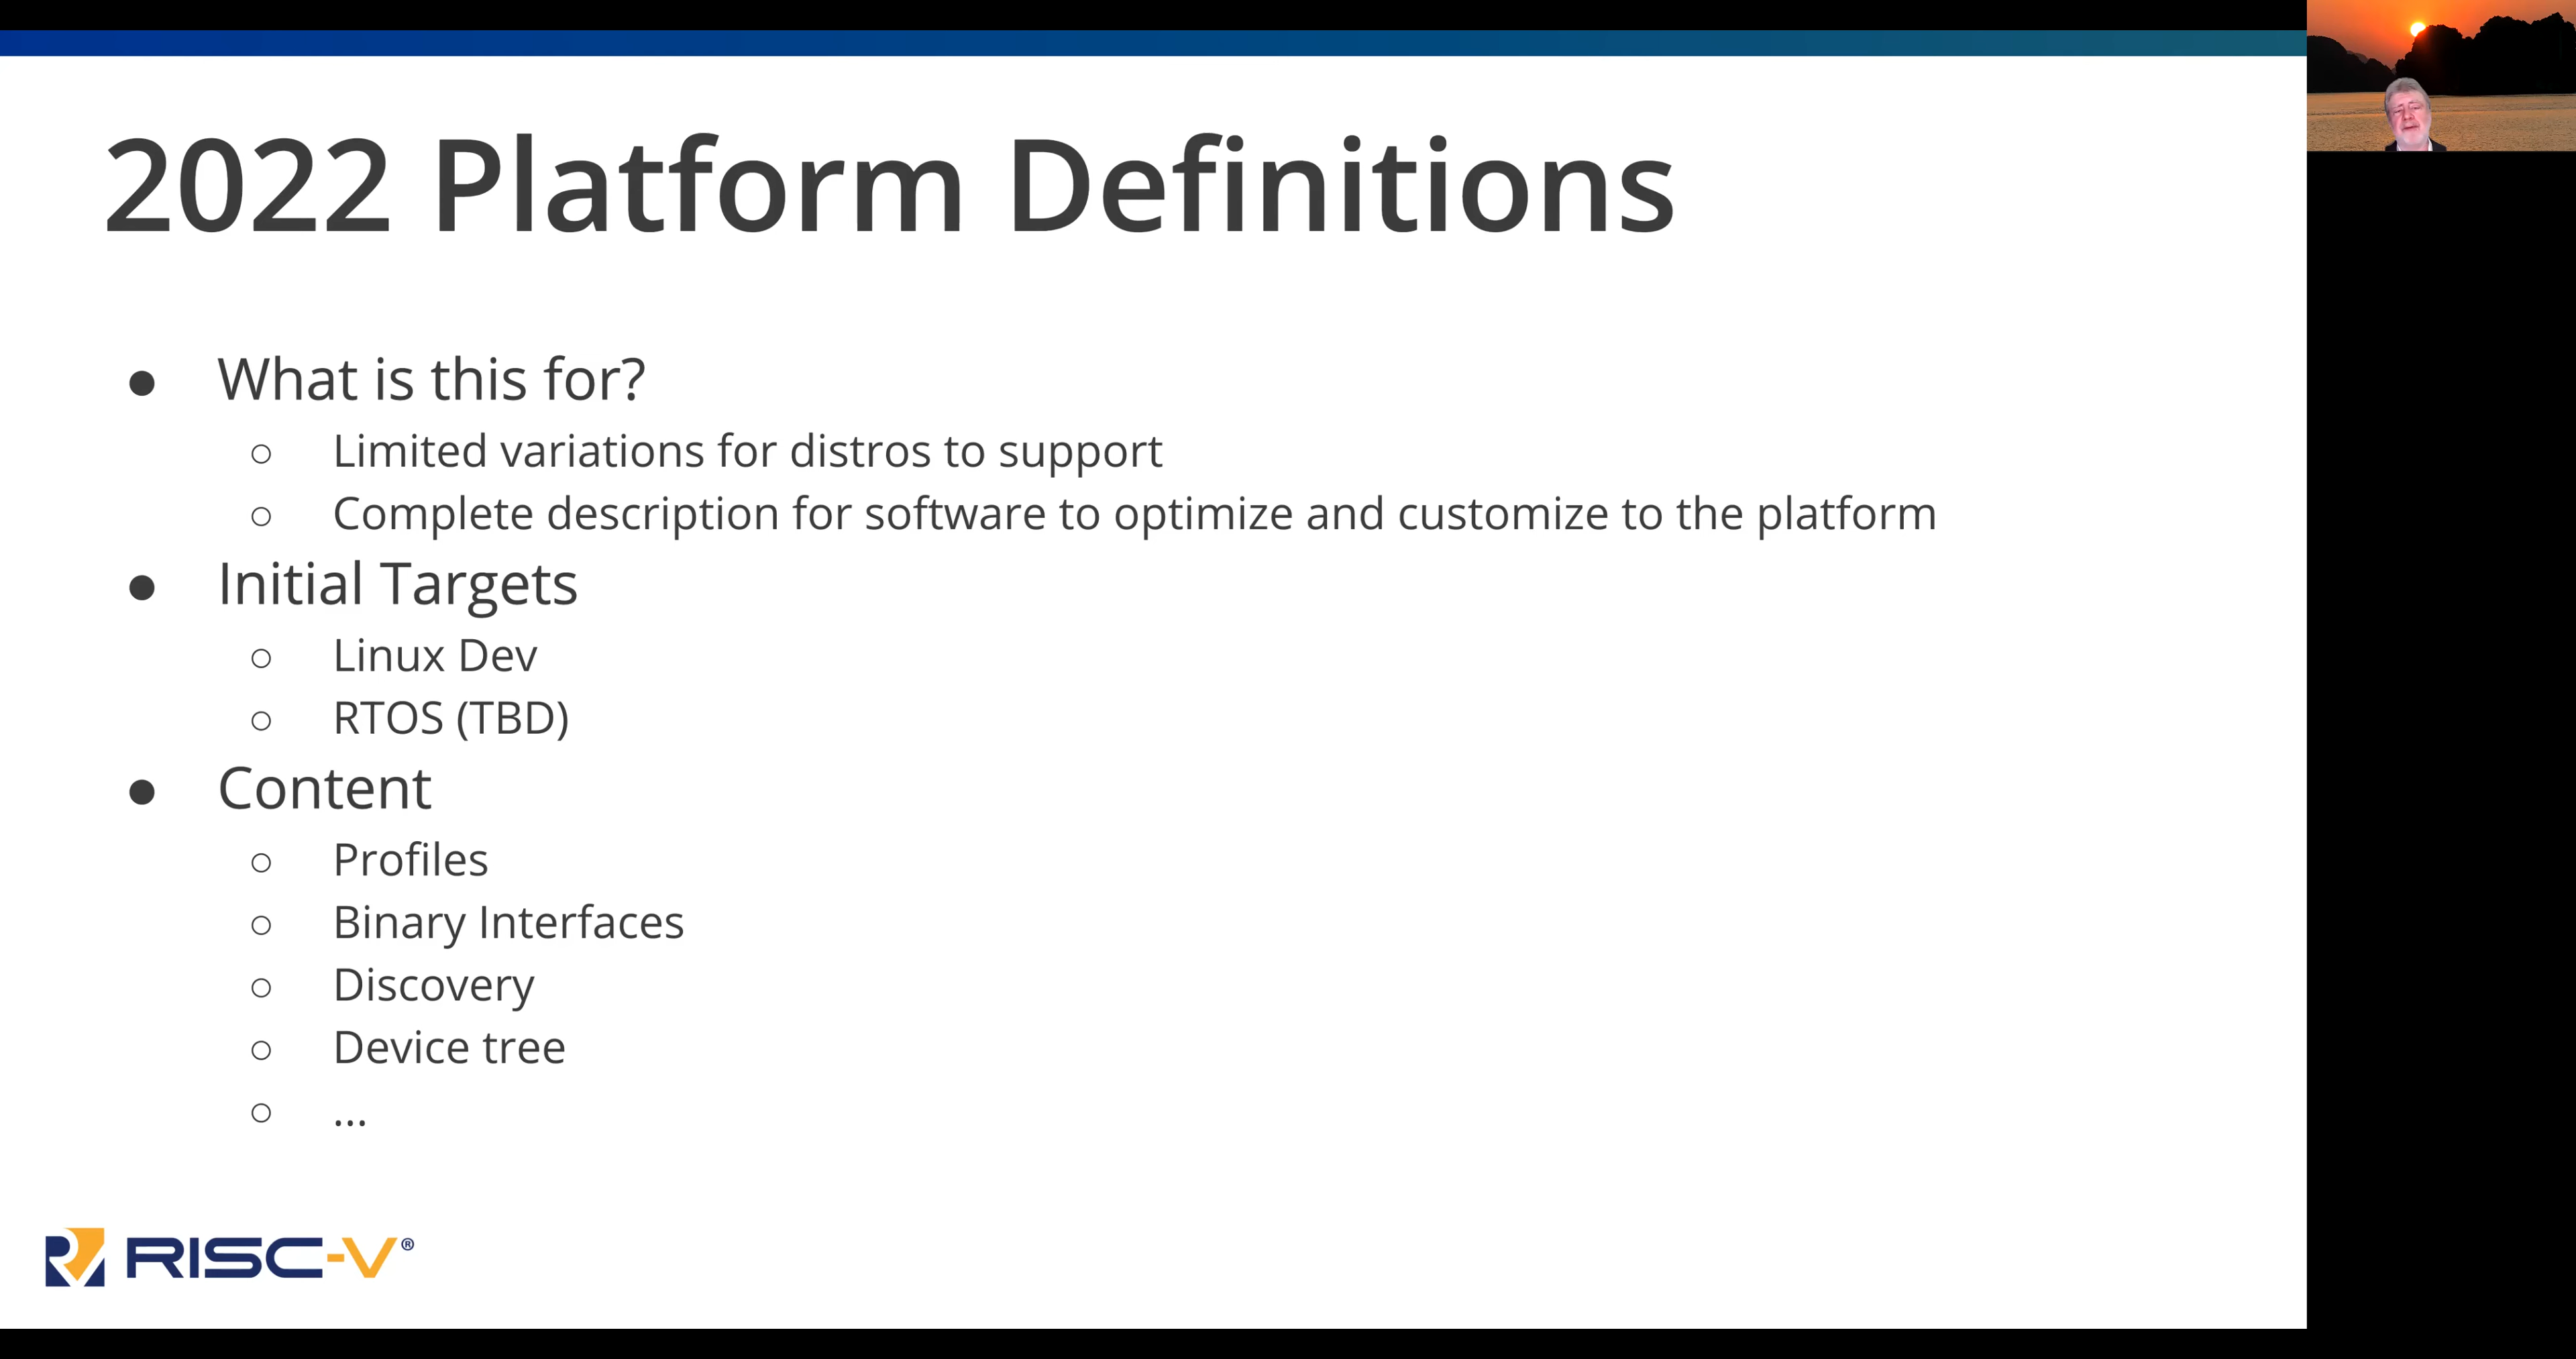 2022 Platform Definitions
● What is this for?
○ Limited variations for distros to support
○ Complete description for software to optimize and customize to the platform
● Initial Targets
○ Linux Dev
○ RTOS (TBD)
● Content
○ Profiles
○ Binary Interfaces
○ Discovery
○ Device tree
○ ...
RISC-V®